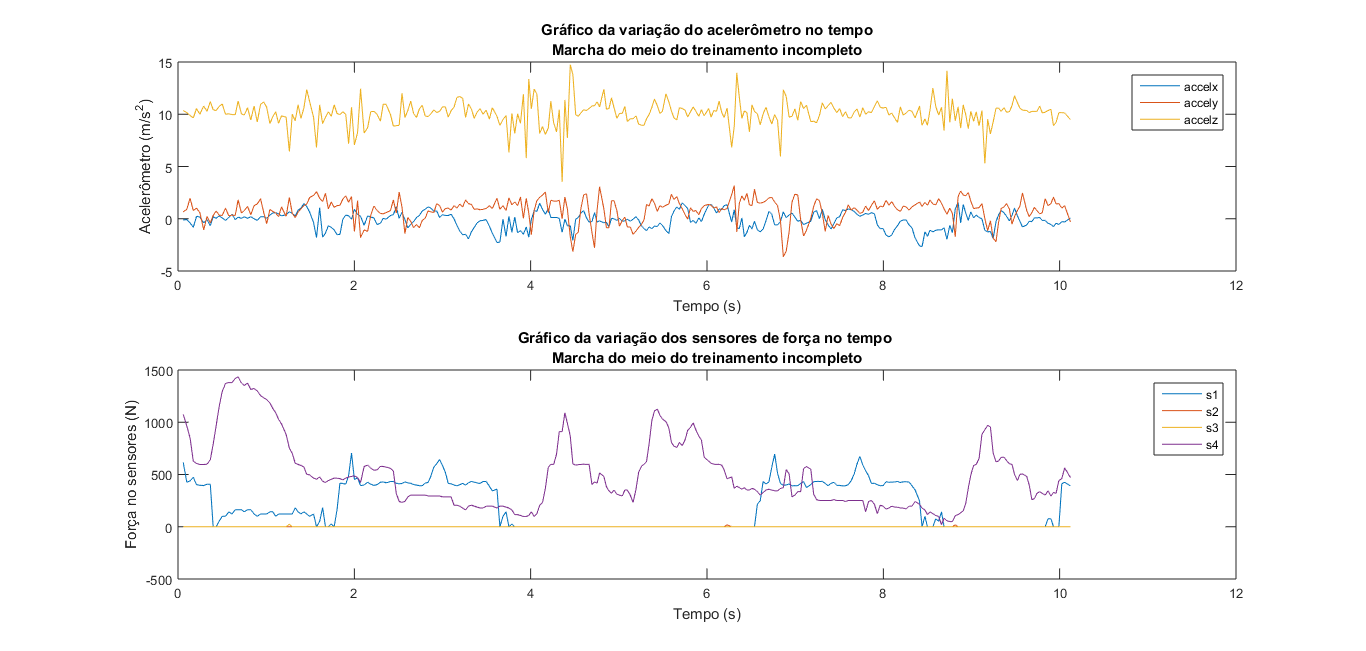 Gráfico da variação do acelerômetro no tempo
Marcha do meio do treinamento incompleto
15
10
5
0
-5
Acelerômetro (m/s²)
accelx
accely
accelz
0
2
4
6
8
10
12
Tempo (s)
Gráfico da variação dos sensores de força no tempo
Marcha do meio do treinamento incompleto
1500
1000
500
0
-500
Força no sensores (N)
s1
s2
s3
s4
0
2
4
6
8
10
12
Tempo (s)